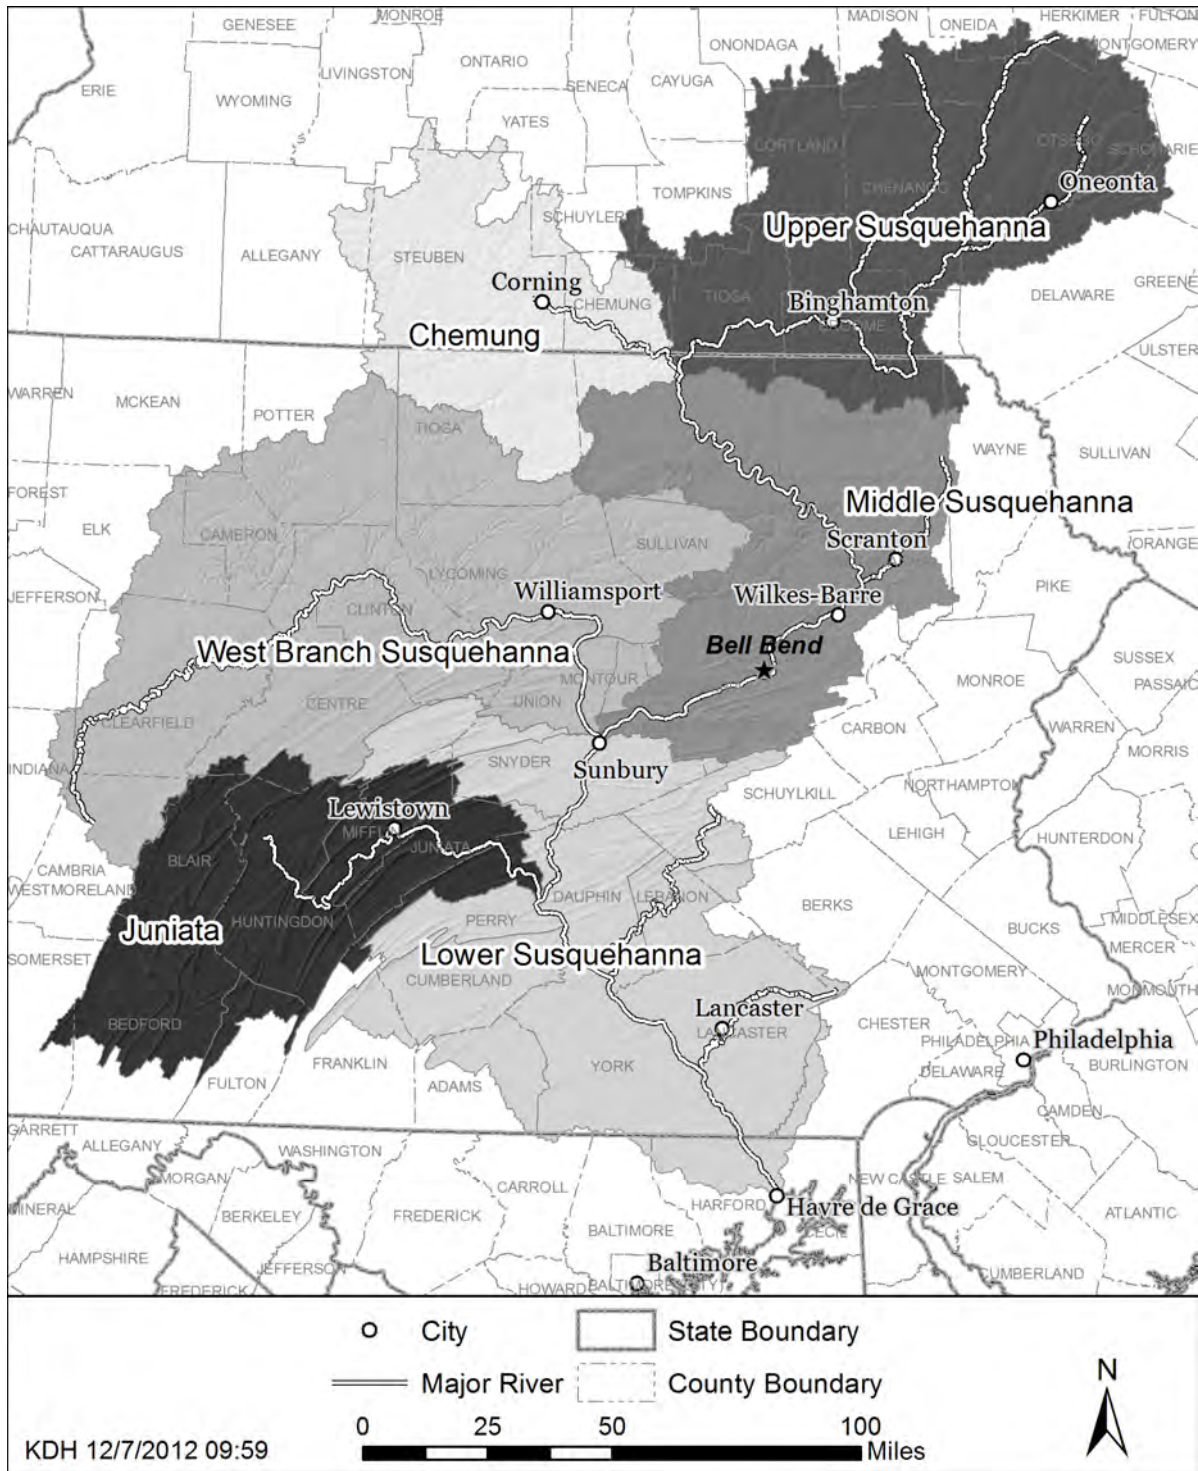 MONROE
MADISON
HERKIMER
FULTON
GENESEE
ONEIDA
ONTARIO
ONONDAGA
MONTGOMERY
LIVINGSTON
SENECA
CAYUGA
ERIE
WYOMING
YATES
CORTLAND
OTSEGO
SCHOHARIE
TOMPKINS
CHENANGO
Oneonta
SCHUYLER
CHAUTAUQUA
CATTARAUGUS
ALLEGANY
STEUBEN
Upper Susquehanna
Corning
CHEMUNG
TIOGA
Binghamton
BROOME
DELAWARE
GREENE
Chemung
ULSTER
WARREN
MCKEAN
POTTER
TIOGA
WAYNE
SULLIVAN
FOREST
ELK
CAMERON
Middle Susquehanna
SULLIVAN
Scranton
ORANGE
LYCOMING
JEFFERSON
CLINTON
Williamsport
Wilkes-Barre
PIKE
West Branch Susquehanna
Bell Bend
SUSSEX
MONTOUR
MONROE
PASSAIC
UNION
CENTRE
CLEARFIELD
CARBON
WARREN
MORRIS
INDIANA
SNYDER
Sunbury
NORTHAMPTON
SCHUYLKILL
Lewistown
MIFFLIN
LEHIGH
HUNTERDON
BLAIR
JUNIATA
CAMBRIA
WESTMORELAND
DAUPHIN
LEBANON
BERKS
HUNTINGDON
PERRY
BUCKS
MIDDLESEX
Juniata
MERCER
SOMERSET
Lower Susquehanna
CUMBERLAND
MONTGOMERY
MONMOUTH
BEDFORD
Lancaster
LANCASTER
CHESTER
PHILADELPHIA
Philadelphia
FRANKLIN
YORK
DELAWARE
BURLINGTON
FULTON
ADAMS
CAMDEN
GARRETT
ALLEGANY
WASHINGTON
GLOUCESTER
MORGAN
CARROLL
NEW CASTLE
SALEM
MINERAL
HARFORD
Havre de Grace
BERKELEY
FREDERICK
BALTIMORE
CECIL
ATLANTIC
HAMPSHIRE
JEFFERSON
Baltimore
CUMBERLAND
FREDERICK
HOWARD
BALTIMORE (CITY)
City
State Boundary
Major River
County Boundary
N
0 25 50 100
Miles
KDH 12/7/2012 09:59